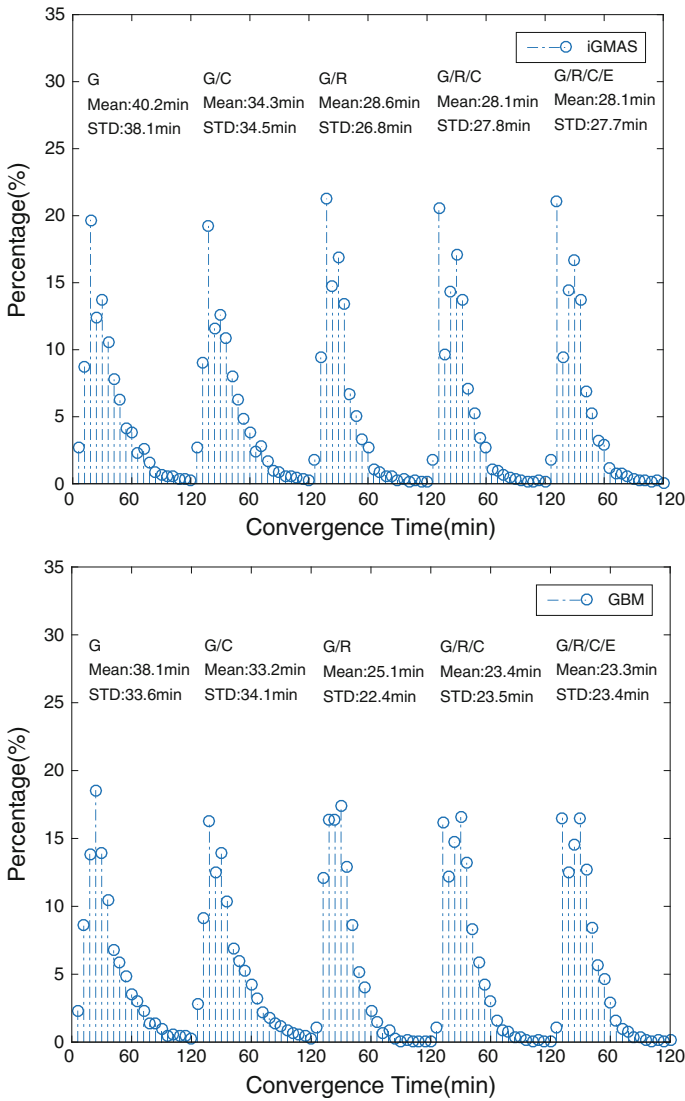 35
30
25
20
15
10
5
0
Percentage(%)
iGMAS
G
Mean:40.2min
STD:38.1min
G/C
Mean:34.3min
STD:34.5min
G/R
Mean:28.6min
STD:26.8min
G/R/C
Mean:28.1min
STD:27.8min
G/R/C/E
Mean:28.1min
STD:27.7min
0 60 120 60 120 60 120 60 120 60 120
Convergence Time(min)
35
30
25
20
15
10
5
0
Percentage(%)
GBM
G
Mean:38.1min
STD:33.6min
G/C
Mean:33.2min
STD:34.1min
G/R
Mean:25.1min
STD:22.4min
G/R/C
Mean:23.4min
STD:23.5min
G/R/C/E
Mean:23.3min
STD:23.4min
0 60 120 60 120 60 120 60 120 60 120
Convergence Time(min)